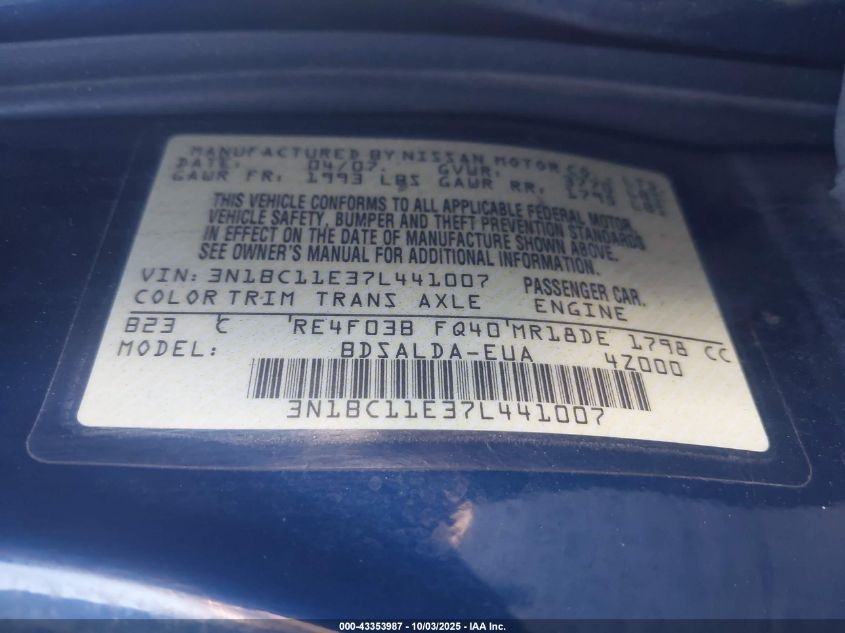 MANUFACTURED BY NISSAN MOTOR CO., LTD.
DATE: 04/07 GVWR:
GAWR FR: 1993 LBS GAWR RR: LBS
THIS VEHICLE CONFORMS TO ALL APPLICABLE FEDERAL MOTOR
VEHICLE SAFETY, BUMPER AND THEFT PREVENTION STANDARDS
IN EFFECT ON THE DATE OF MANUFACTURE SHOWN ABOVE.
SEE OWNER'S MANUAL FOR ADDITIONAL INFORMATION.
VIN: 3N1BC11E37L441007 PASSENGER CAR.
COLOR TRIM TRANS AXLE ENGINE
B23 C RE4F03B FQ40 MR18DE 1798 CC
MODEL: BDSALDA-EUA 4Z000
3N1BC11E37L441007
000-43353987 - 10/03/2025 - IAA Inc.